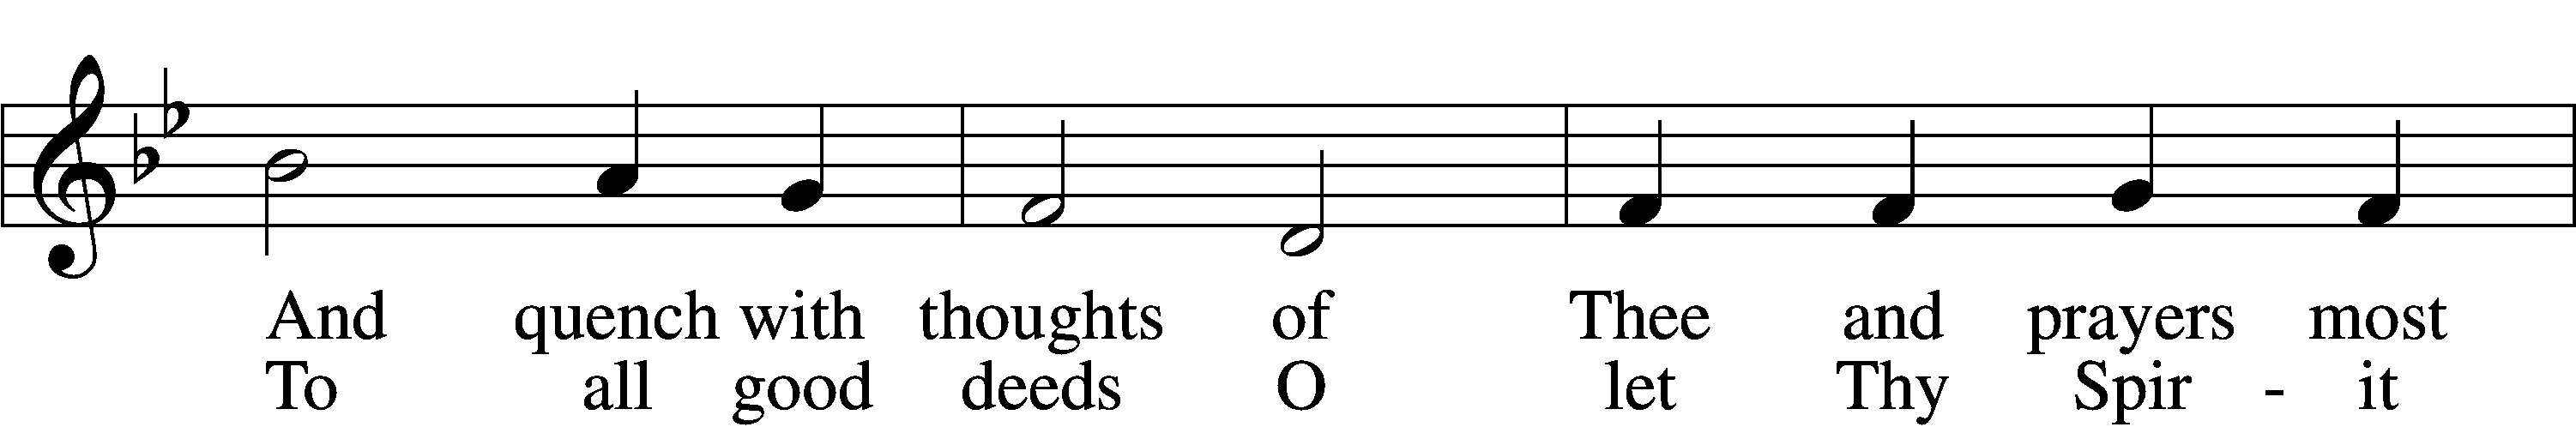 And quench with thoughts of Thee and prayers most
To all good deeds O let Thy Spir - it